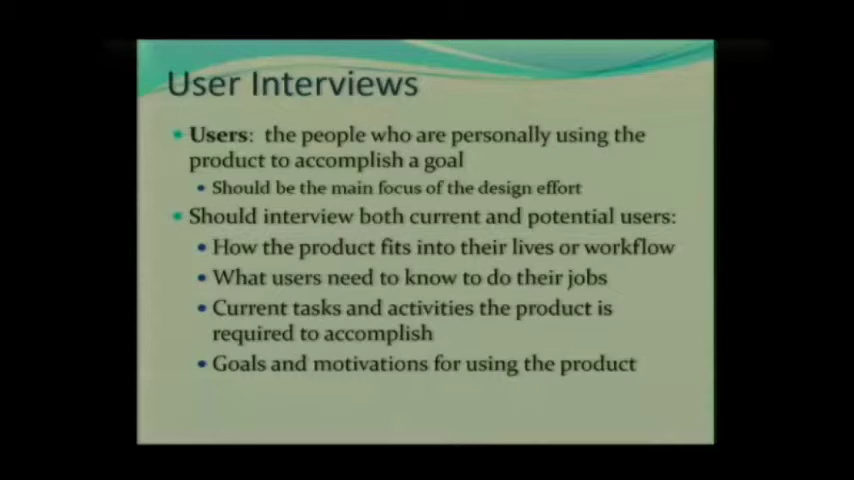 User Interviews
• Users: the people who are personally using the
product to accomplish a goal
• Should be the main focus of the design effort
• Should interview both current and potential users:
• How the product fits into their lives or workflow
• What users need to know to do their jobs
• Current tasks and activities the product is
required to accomplish
• Goals and motivations for using the product